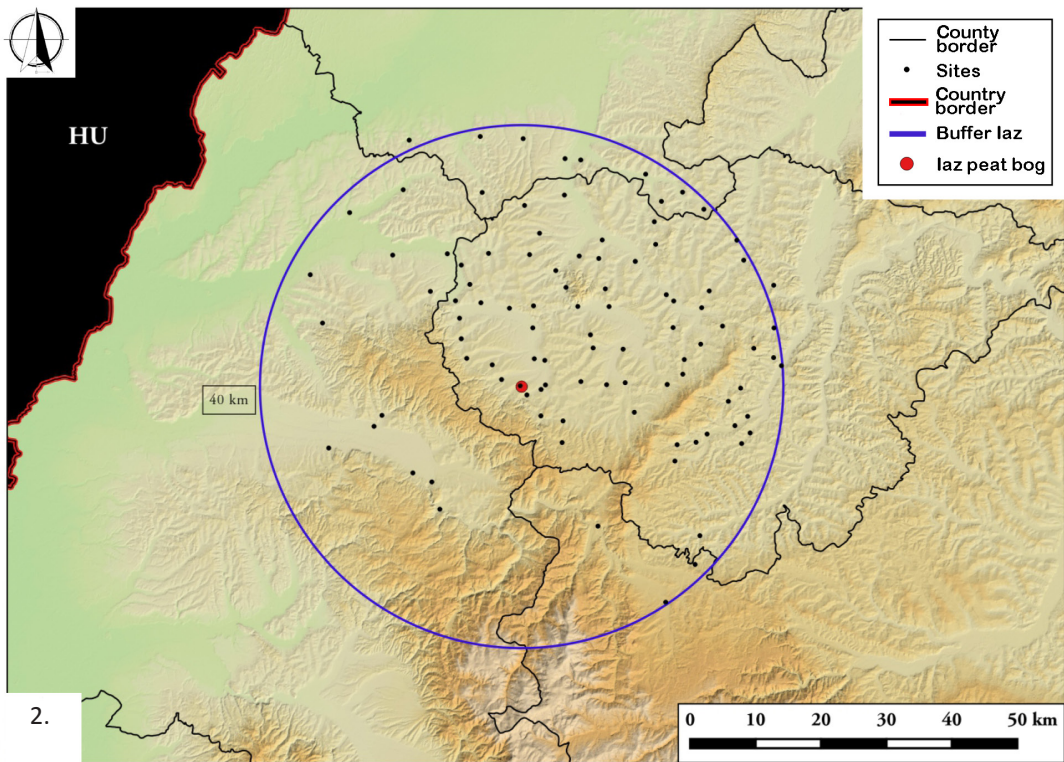 HU
County
border
Sites
Country
border
Buffer Iaz
Iaz peat bog
40 km
2.
0 10 20 30 40 50 km